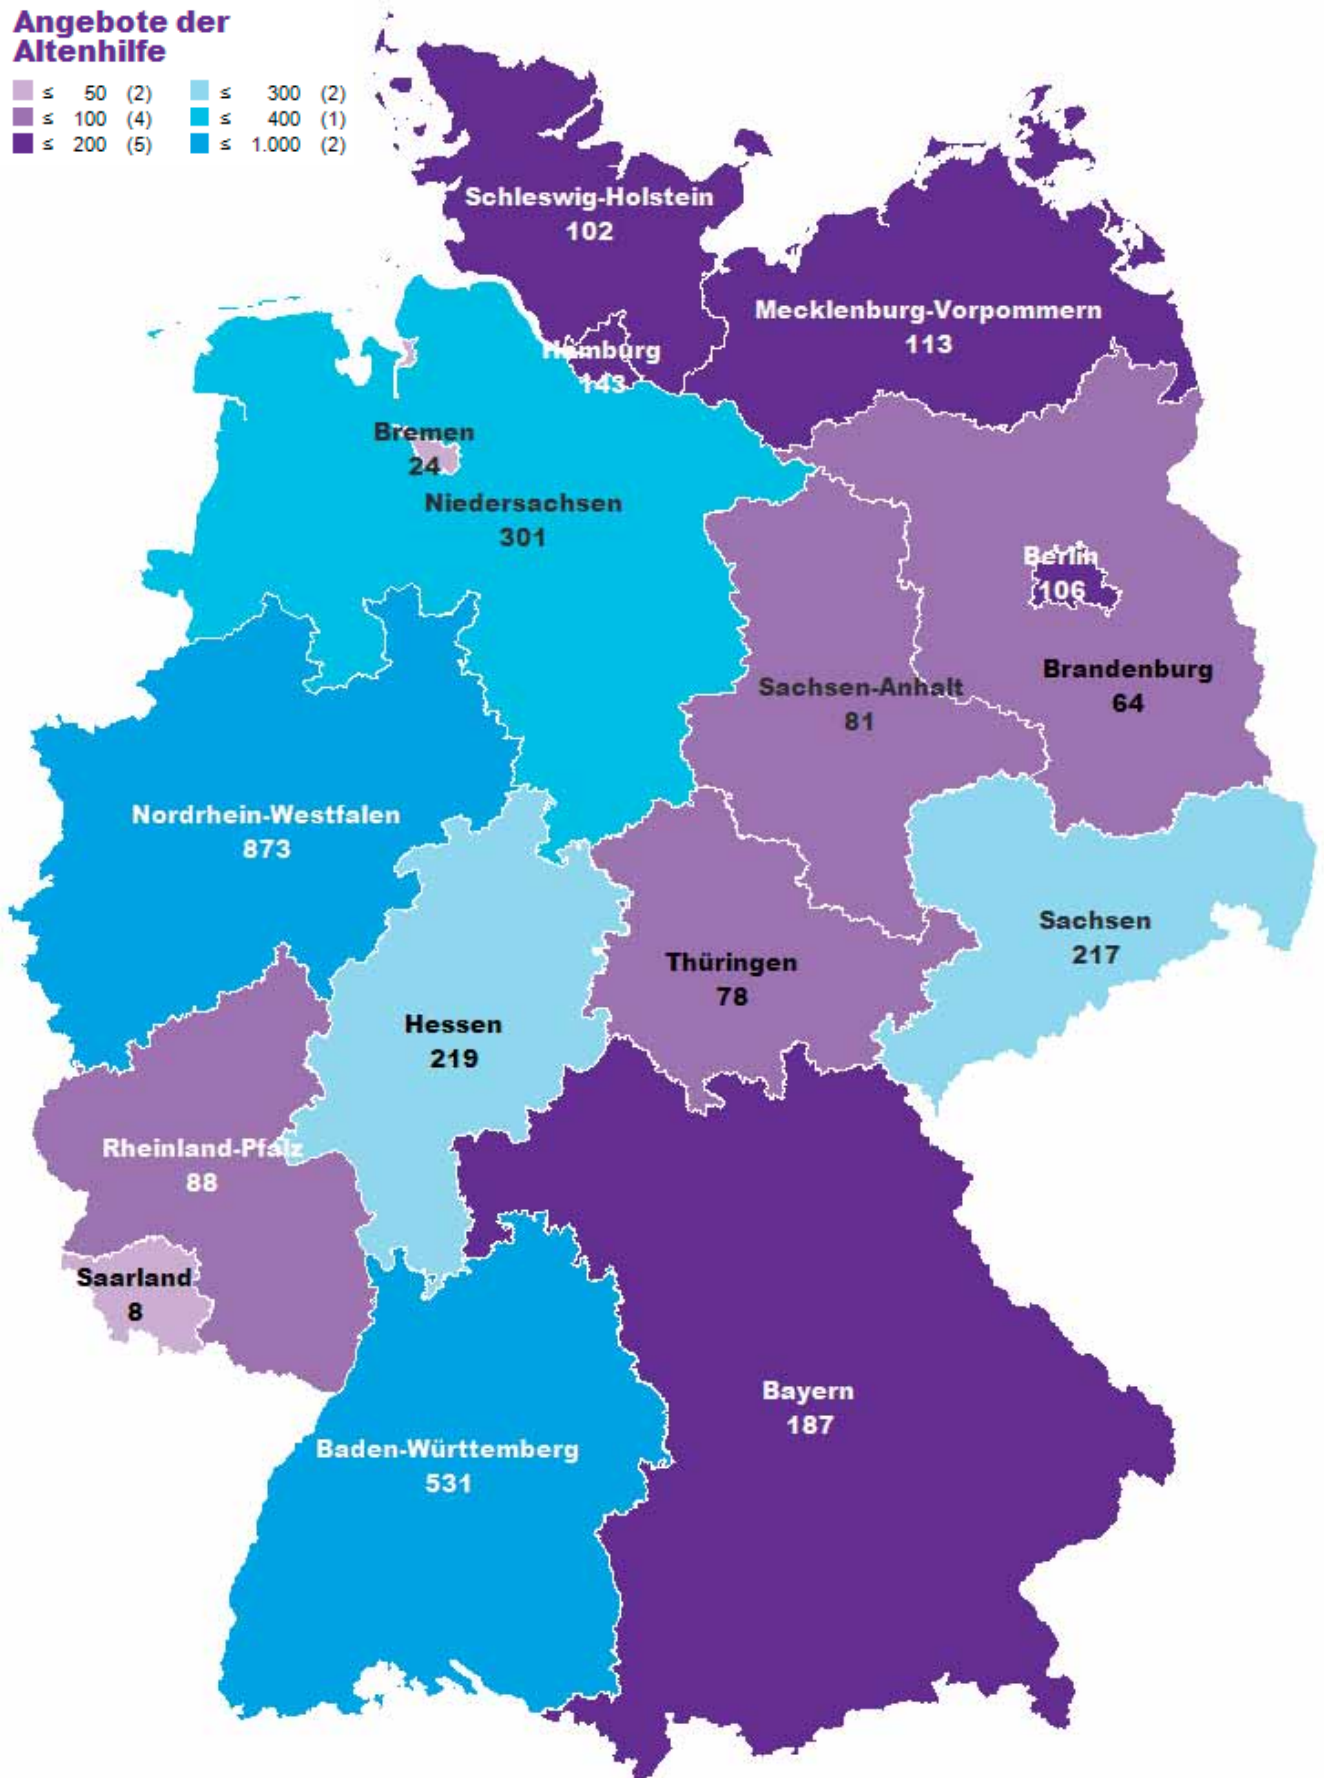 Angebote der
Altenhilfe
≤ 50 (2) ≤ 300 (2)
≤ 100 (4) ≤ 400 (1)
≤ 200 (5) ≤ 1.000 (2)
Schleswig-Holstein
102
Mecklenburg-Vorpommern
113
Hamburg
143
Bremen
24
Niedersachsen
301
Berlin
106
Brandenburg
64
Sachsen-Anhalt
81
Nordrhein-Westfalen
873
Sachsen
217
Thüringen
78
Hessen
219
Rheinland-Pfalz
88
Saarland
8
Bayern
187
Baden-Württemberg
531